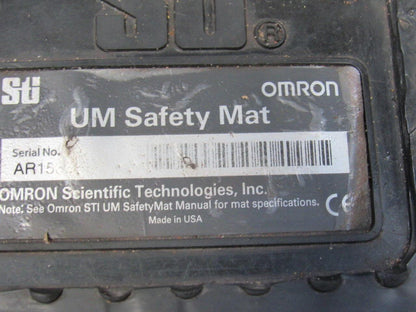 Sti
OMRON
UM Safety Mat
Serial No.
OMRON Scientific Technologies, Inc.
Note: See Omron STI UM SafetyMat Manual for mat specifications.
Made in USA
CE
®